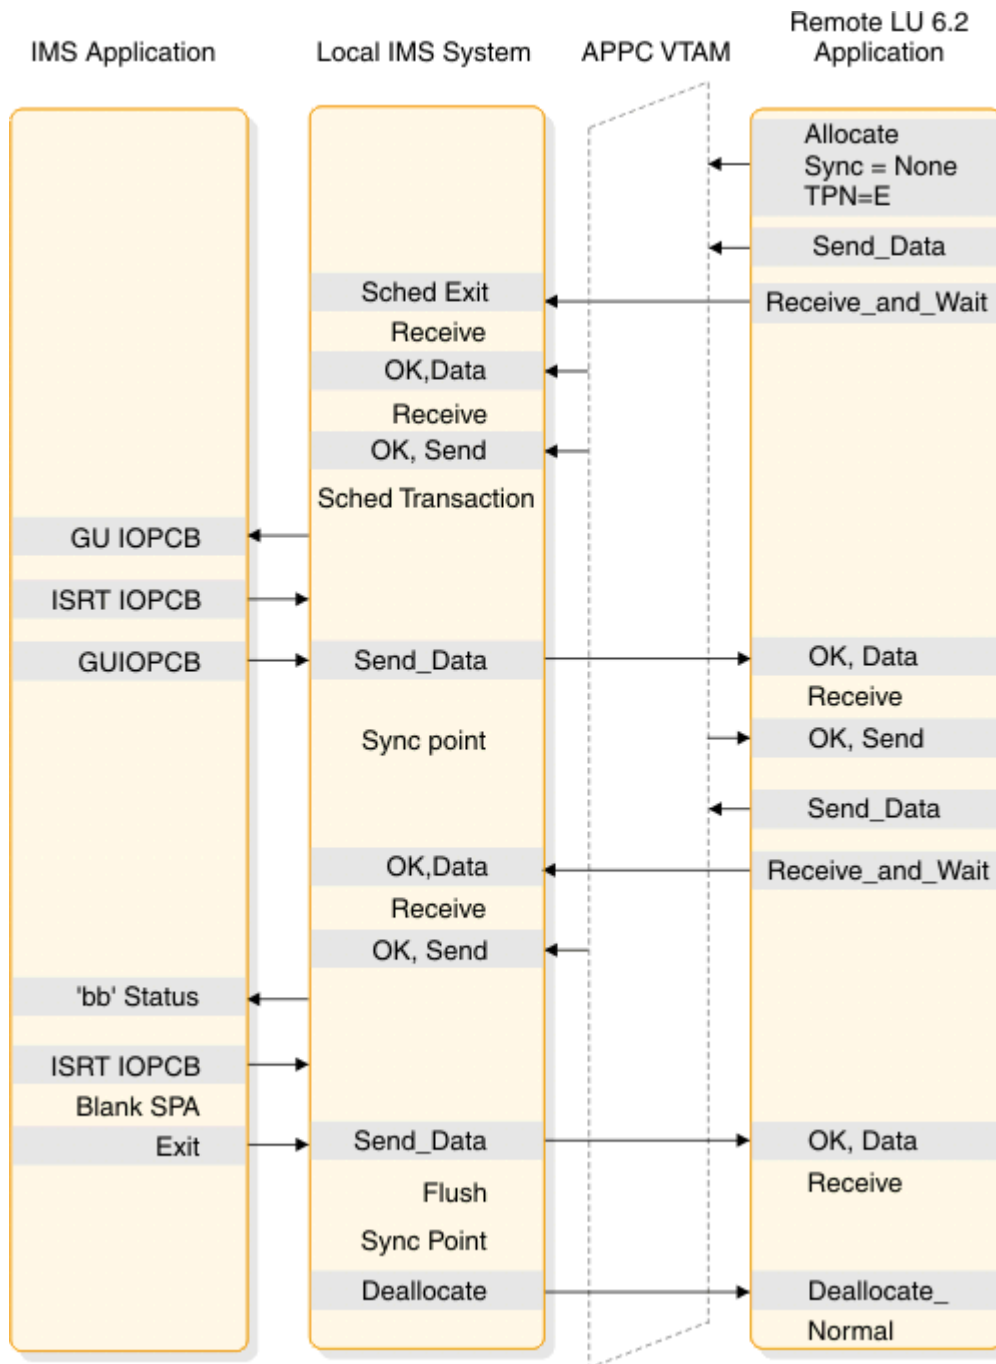 IMS Application
Local IMS System
APPC VTAM
Remote LU 6.2
Application
Allocate
Sync = None
TPN=E
Send_Data
Sched Exit
Receive_and_Wait
Receive
OK,Data
Receive
OK, Send
Sched Transaction
GU IOPCB
ISRT IOPCB
GUIOPCB
Send_Data
OK, Data
Receive
Sync point
OK, Send
Send_Data
OK,Data
Receive_and_Wait
Receive
OK, Send
'bb' Status
ISRT IOPCB
Blank SPA
Exit
Send_Data
OK, Data
Flush
Receive
Sync Point
Deallocate
Deallocate_
Normal